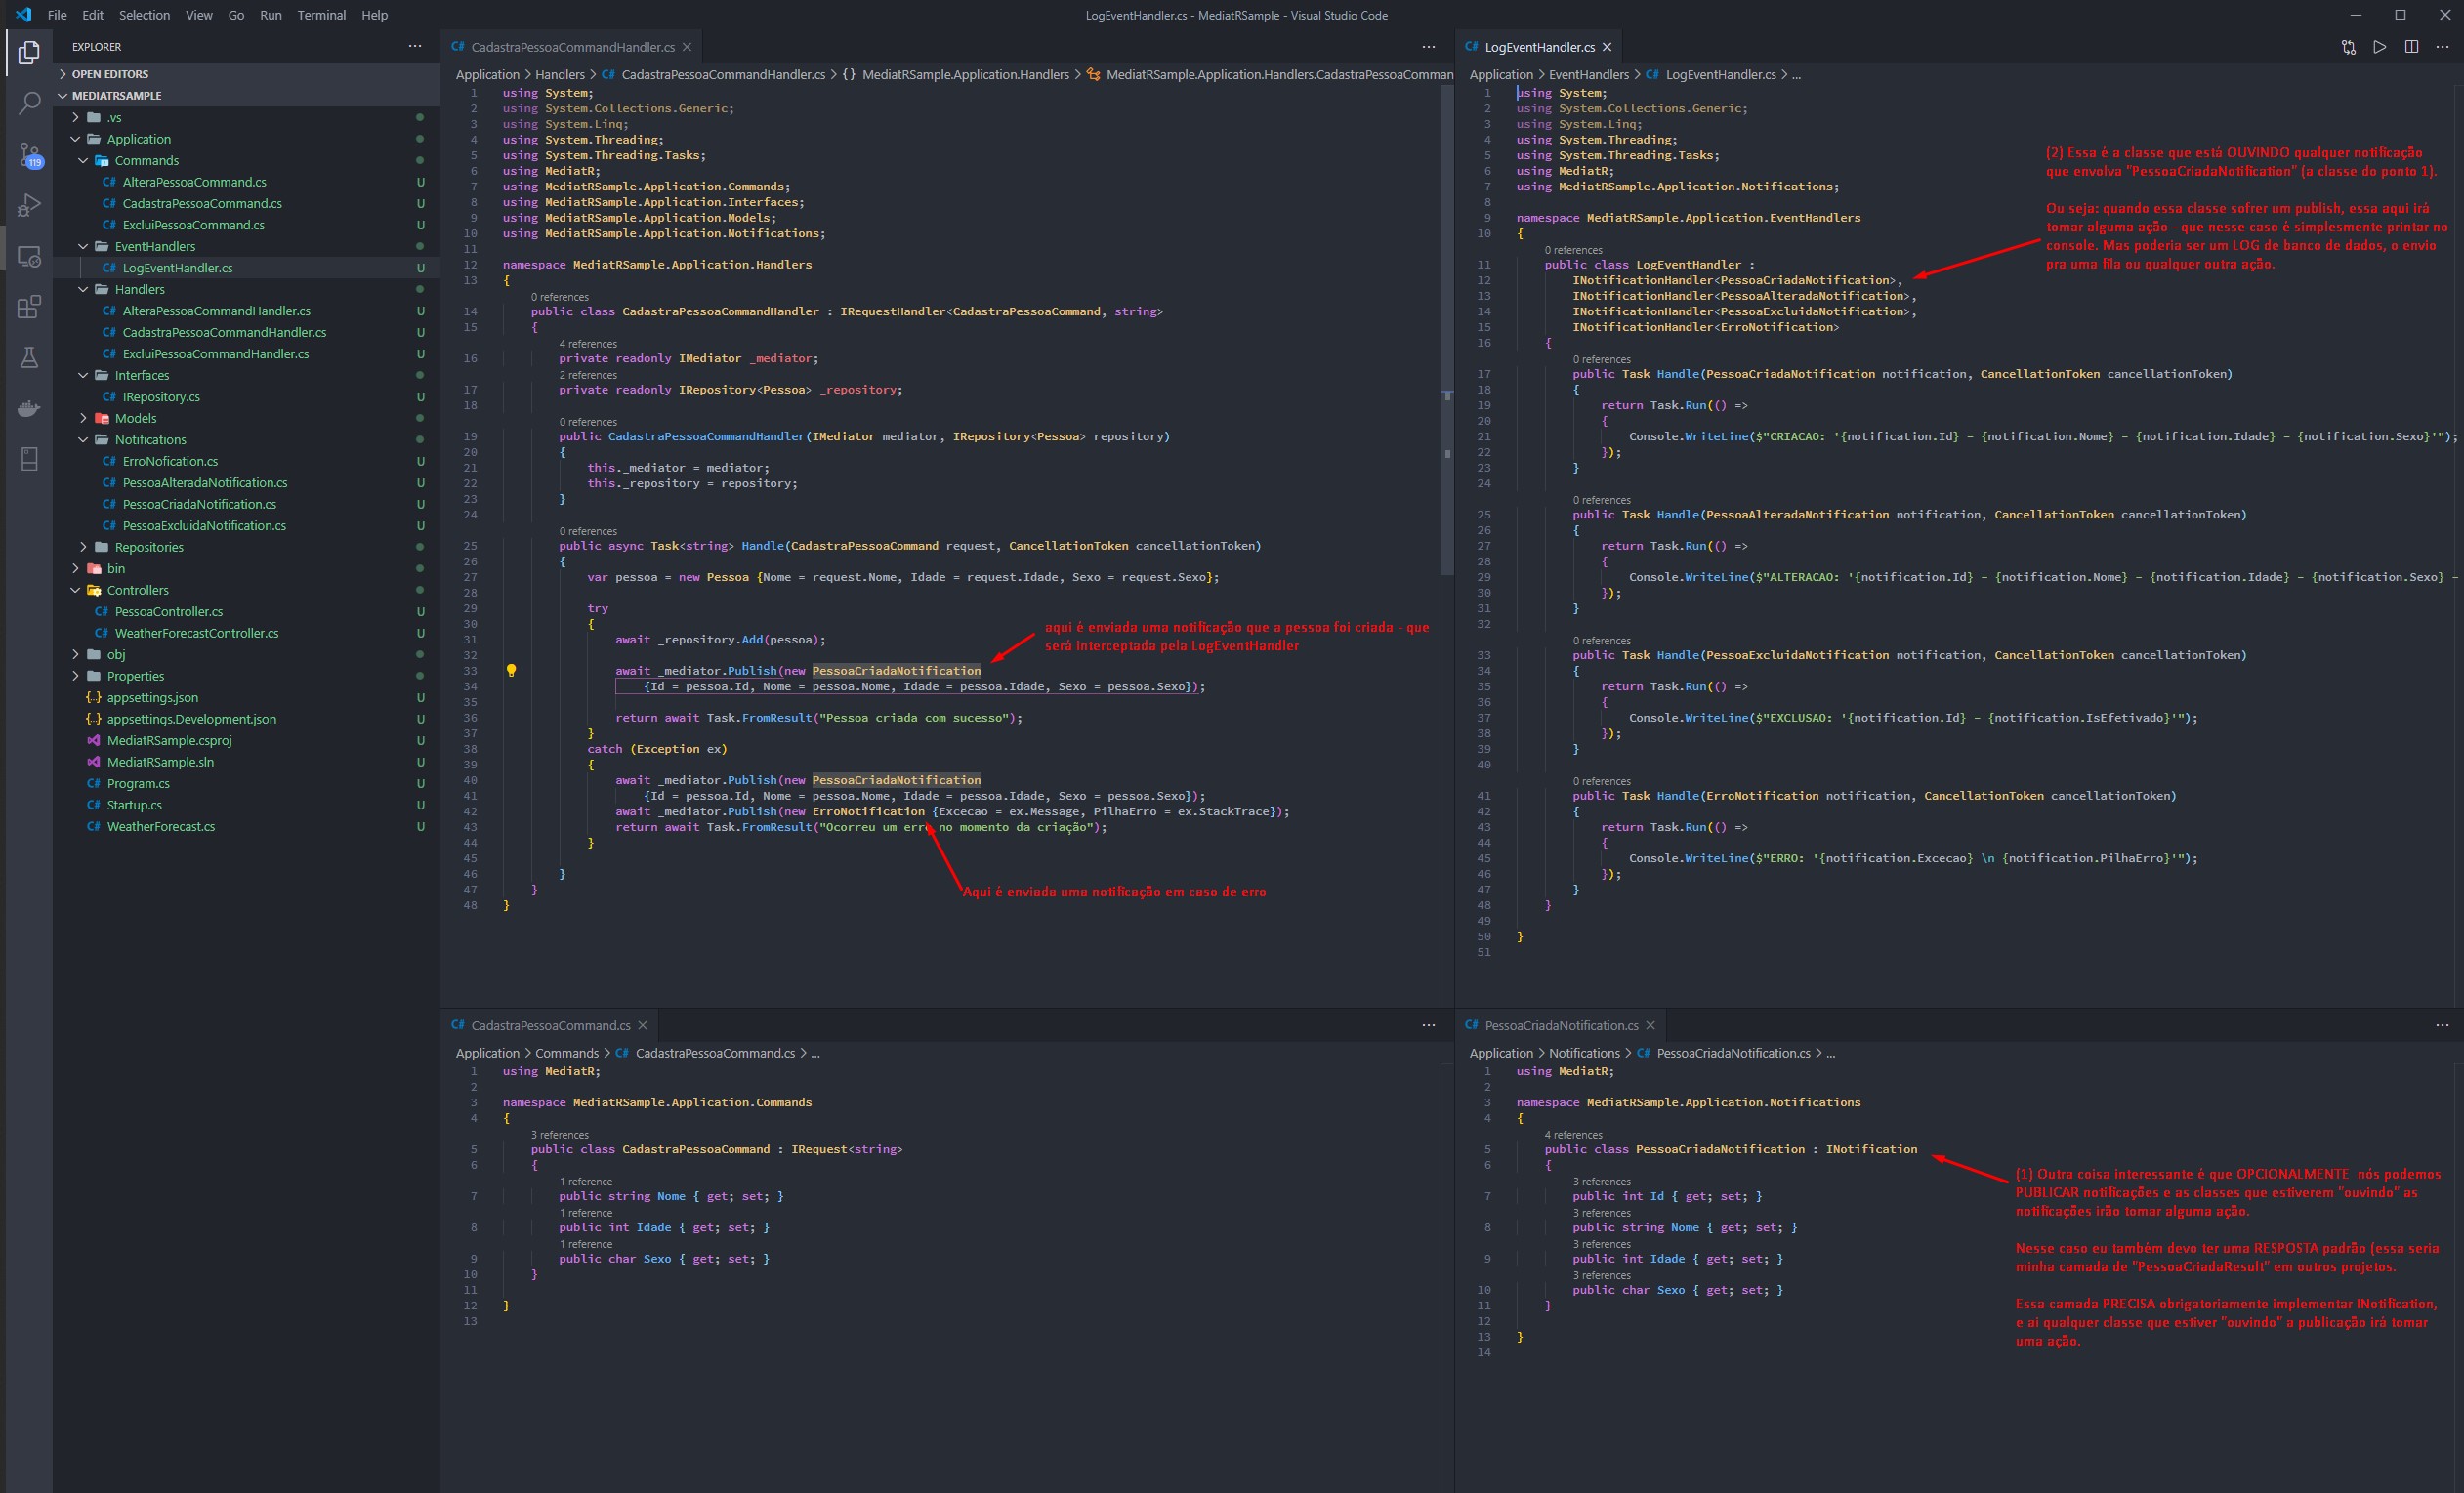 File Edit Selection View Go Run Terminal Help
LogEventHandler.cs - MediatRSample - Visual Studio Code
EXPLORER
OPEN EDITORS
MEDIATRSAMPLE
.vs
Application
Commands
AlteraPessoaCommand.cs U
CadastraPessoaCommand.cs U
ExcluiPessoaCommand.cs U
EventHandlers
LogEventHandler.cs U
Handlers
AlteraPessoaCommandHandler.cs U
CadastraPessoaCommandHandler.cs U
ExcluiPessoaCommandHandler.cs U
Interfaces
IRepository.cs U
Models
Notifications
ErroNofication.cs U
PessoaAlteradaNotification.cs U
PessoaCriadaNotification.cs U
PessoaExcluidaNotification.cs U
Repositories
bin
Controllers
PessoaController.cs U
WeatherForecastController.cs U
obj
Properties
appsettings.json U
appsettings.Development.json U
MediatRSample.csproj U
MediatRSample.sln U
Program.cs U
Startup.cs U
WeatherForecast.cs U
119
CadastraPessoaCommandHandler.cs
Application > Handlers > CadastraPessoaCommandHandler.cs > {} MediatRSample.Application.Handlers > MediatRSample.Application.Handlers.CadastraPessoaComman
1 using System;
2 using System.Collections.Generic;
3 using System.Linq;
4 using System.Threading;
5 using System.Threading.Tasks;
6 using MediatR;
7 using MediatRSample.Application.Commands;
8 using MediatRSample.Application.Interfaces;
9 using MediatRSample.Application.Models;
10 using MediatRSample.Application.Notifications;
11
12 namespace MediatRSample.Application.Handlers
13 {
0 references
14 public class CadastraPessoaCommandHandler : IRequestHandler<CadastraPessoaCommand, string>
15 {
4 references
16 private readonly IMediator _mediator;
2 references
17 private readonly IRepository<Pessoa> _repository;
18
0 references
19 public CadastraPessoaCommandHandler(IMediator mediator, IRepository<Pessoa> repository)
20 {
21 this._mediator = mediator;
22 this._repository = repository;
23 }
24
0 references
25 public async Task<string> Handle(CadastraPessoaCommand request, CancellationToken cancellationToken)
26 {
27 var pessoa = new Pessoa {Nome = request.Nome, Idade = request.Idade, Sexo = request.Sexo};
28
29 try
30 {
31 await _repository.Add(pessoa);
32
33 await _mediator.Publish(new PessoaCriadaNotification
34 {Id = pessoa.Id, Nome = pessoa.Nome, Idade = pessoa.Idade, Sexo = pessoa.Sexo});
35
36 return await Task.FromResult("Pessoa criada com sucesso");
37 }
38 catch (Exception ex)
39 {
40 await _mediator.Publish(new PessoaCriadaNotification
41 {Id = pessoa.Id, Nome = pessoa.Nome, Idade = pessoa.Idade, Sexo = pessoa.Sexo});
42 await _mediator.Publish(new ErroNotification {Excecao = ex.Message, PilhaErro = ex.StackTrace});
43 return await Task.FromResult("Ocorreu um erro no momento da criação");
44 }
45
46 }
47 }
48 }
aqui é enviada uma notificação que a pessoa foi criada - que
será interceptada pela LogEventHandler
Aqui é enviada uma notificação em caso de erro
LogEventHandler.cs
Application > EventHandlers > LogEventHandler.cs > ...
1 using System;
2 using System.Collections.Generic;
3 using System.Linq;
4 using System.Threading;
5 using System.Threading.Tasks;
6 using MediatR;
7 using MediatRSample.Application.Notifications;
8
9 namespace MediatRSample.Application.EventHandlers
10 {
0 references
11 public class LogEventHandler :
12 INotificationHandler<PessoaCriadaNotification>,
13 INotificationHandler<PessoaAlteradaNotification>,
14 INotificationHandler<PessoaExcluidaNotification>,
15 INotificationHandler<ErroNotification>
16 {
0 references
17 public Task Handle(PessoaCriadaNotification notification, CancellationToken cancellationToken)
18 {
19 return Task.Run(() =>
20 {
21 Console.WriteLine($"CRIACAO: '{notification.Id} - {notification.Nome} - {notification.Idade} - {notification.Sexo}'");
22 });
23 }
24
0 references
25 public Task Handle(PessoaAlteradaNotification notification, CancellationToken cancellationToken)
26 {
27 return Task.Run(() =>
28 {
29 Console.WriteLine($"ALTERACAO: '{notification.Id} - {notification.Nome} - {notification.Idade} - {notification.Sexo} -
30 });
31 }
32
0 references
33 public Task Handle(PessoaExcluidaNotification notification, CancellationToken cancellationToken)
34 {
35 return Task.Run(() =>
36 {
37 Console.WriteLine($"EXCLUSAO: '{notification.Id} - {notification.IsEfetivado}'");
38 });
39 }
40
0 references
41 public Task Handle(ErroNotification notification, CancellationToken cancellationToken)
42 {
43 return Task.Run(() =>
44 {
45 Console.WriteLine($"ERRO: '{notification.Excecao} \n {notification.PilhaErro}'");
46 });
47 }
48 }
49
50 }
51
(2) Essa é a classe que está OUVINDO qualquer notificação
que envolva "PessoaCriadaNotification" (a classe do ponto 1).
Ou seja: quando essa classe sofrer um publish, essa aqui irá
tomar alguma ação - que nesse caso é simplesmente printar no
console. Mas poderia ser um LOG de banco de dados, o envio
pra uma fila ou qualquer outra ação.
CadastraPessoaCommand.cs
Application > Commands > CadastraPessoaCommand.cs > ...
1 using MediatR;
2
3 namespace MediatRSample.Application.Commands
4 {
3 references
5 public class CadastraPessoaCommand : IRequest<string>
6 {
1 reference
7 public string Nome { get; set; }
1 reference
8 public int Idade { get; set; }
1 reference
9 public char Sexo { get; set; }
10 }
11
12 }
13
PessoaCriadaNotification.cs
Application > Notifications > PessoaCriadaNotification.cs > ...
1 using MediatR;
2
3 namespace MediatRSample.Application.Notifications
4 {
4 references
5 public class PessoaCriadaNotification : INotification
6 {
3 references
7 public int Id { get; set; }
3 references
8 public string Nome { get; set; }
3 references
9 public int Idade { get; set; }
3 references
10 public char Sexo { get; set; }
11 }
12
13 }
14
(1) Outra coisa interessante é que OPCIONALMENTE nós podemos
PUBLICAR notificações e as classes que estiverem "ouvindo" as
notificações irão tomar alguma ação.
Nesse caso eu também devo ter uma RESPOSTA padrão (essa seria
minha camada de "PessoaCriadaResult" em outros projetos.
Essa camada PRECISA obrigatoriamente implementar INotification,
e ai qualquer classe que estiver "ouvindo" a publicação irá tomar
uma ação.